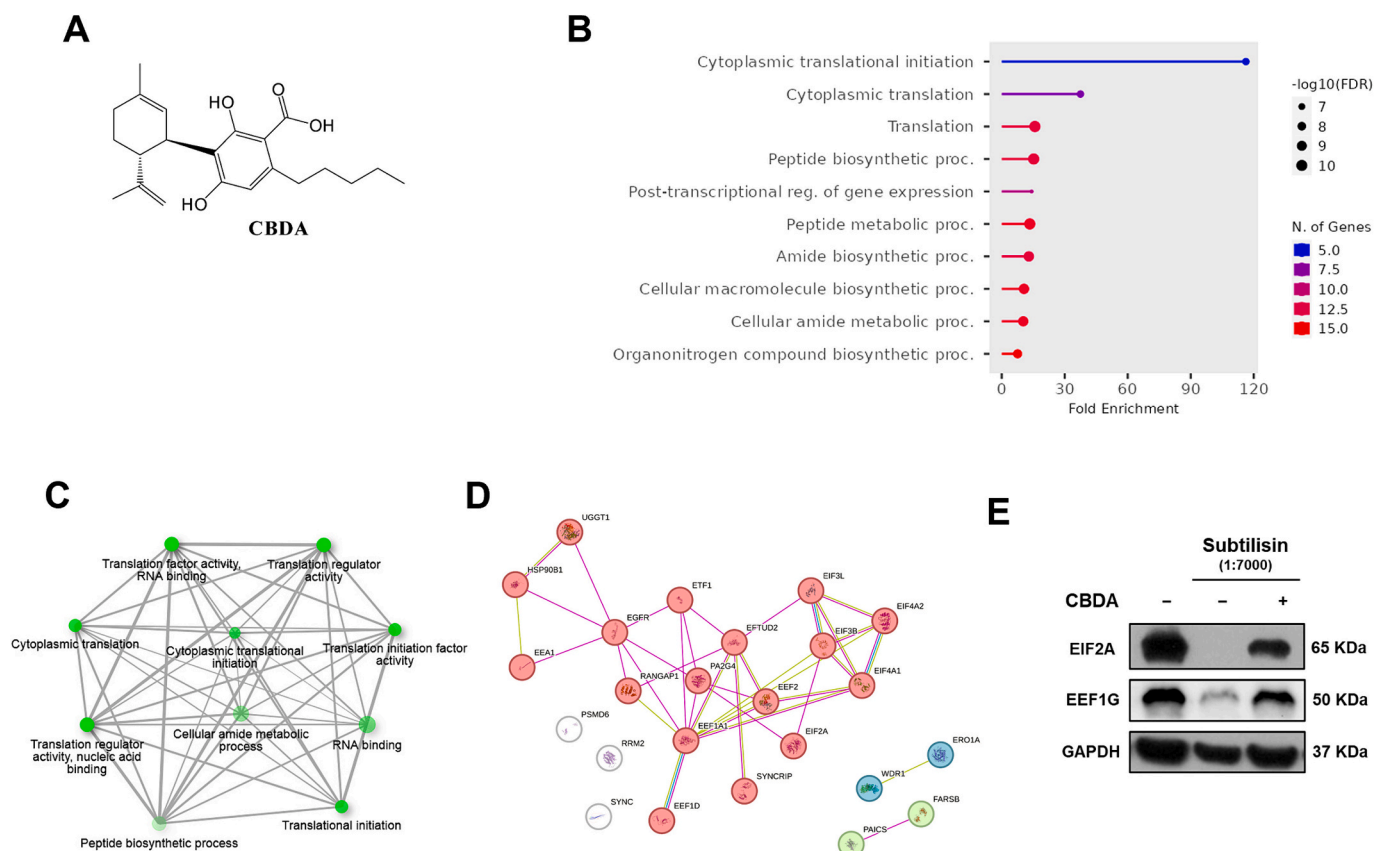 A
HO
O
OH
HO
CBDA
B
Cytoplasmic translational initiation
Cytoplasmic translation
Translation
Peptide biosynthetic proc.
Post-transcriptional reg. of gene expression
Peptide metabolic proc.
Amide biosynthetic proc.
Cellular macromolecule biosynthetic proc.
Cellular amide metabolic proc.
Organonitrogen compound biosynthetic proc.
0 30 60 90 120
Fold Enrichment
-log10(FDR)
7
8
9
10
N. of Genes
5.0
7.5
10.0
12.5
15.0
C
Translation factor activity,
RNA binding
Translation regulator
activity
Cytoplasmic translation
Cytoplasmic translational
initiation
Translation initiation factor
activity
Translation regulator
activity, nucleic acid
binding
Cellular amide metabolic
process
RNA binding
Translational initiation
Peptide biosynthetic process
D
UGGT1
HSP90B1
EEA1
EGFR
ETF1
EFTUD2
EIF3L
EIF4A2
EIF3B
EIF4A1
RANGAP1
PA2G4
EEF2
EEF1A1
EIF2A
PSMD6
RRM2
SYNC
EEF1D
SYNCRIP
ERO1A
WDR1
FARSB
PAICS
E
Subtilisin
(1:7000)
CBDA – – +
EIF2A 65 KDa
EEF1G 50 KDa
GAPDH 37 KDa